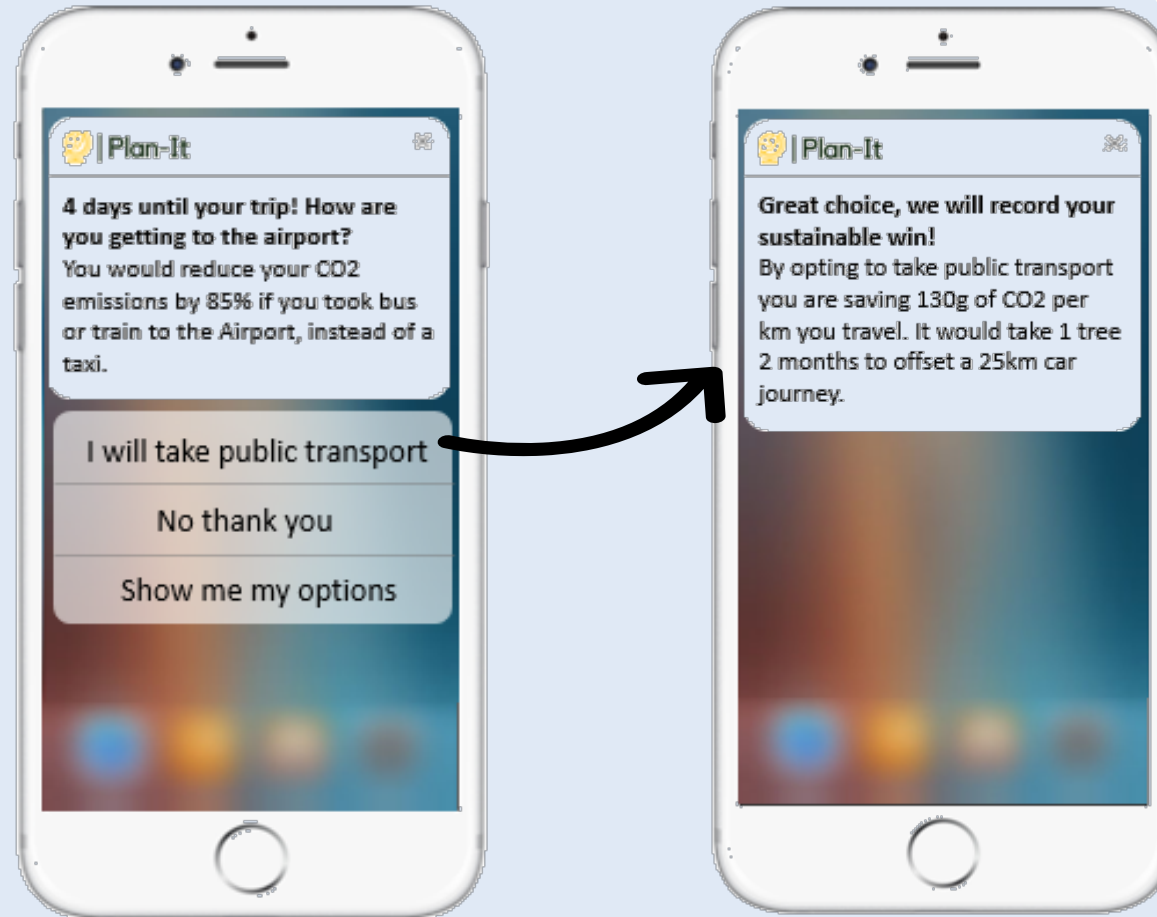 Plan-It
4 days until your trip! How are
you getting to the airport?
You would reduce your CO2
emissions by 85% if you took bus
or train to the Airport, instead of a
taxi.
I will take public transport
No thank you
Show me my options
Plan-It
Great choice, we will record your
sustainable win!
By opting to take public transport
you are saving 130g of CO2 per
km you travel. It would take 1 tree
2 months to offset a 25km car
journey.